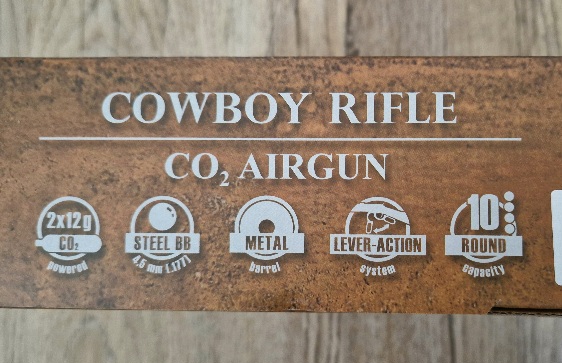 COWBOY RIFLE
CO₂ AIRGUN
2x12g
CO₂
powered
STEEL BB
4,5 mm (.177)
METAL
barrel
LEVER-ACTION
system
10
ROUND
capacity